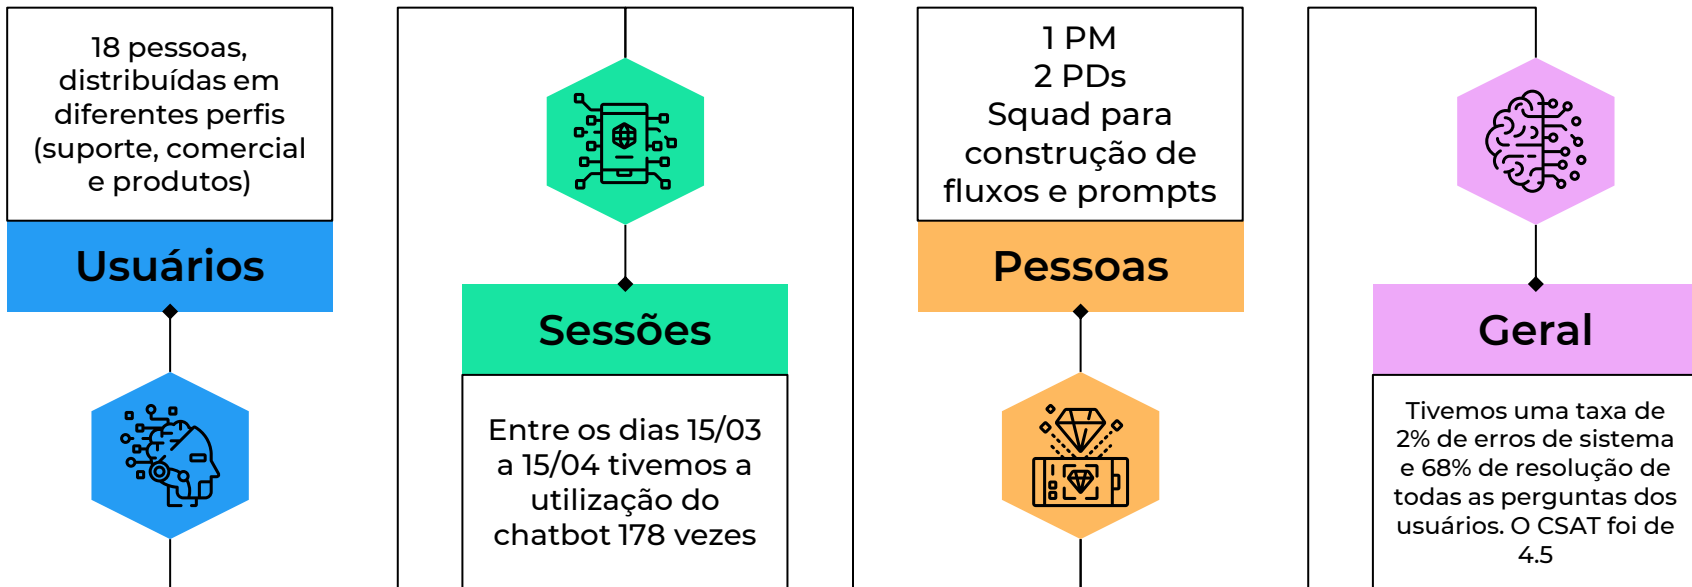 18 pessoas,
distribuídas em
diferentes perfis
(suporte, comercial
e produtos)
Usuários
Sessões
Entre os dias 15/03
a 15/04 tivemos a
utilização do
chatbot 178 vezes
1 PM
2 PDs
Squad para
construção de
fluxos e prompts
Pessoas
Geral
Tivemos uma taxa de
2% de erros de sistema
e 68% de resolução de
todas as perguntas dos
usuários. O CSAT foi de
4.5